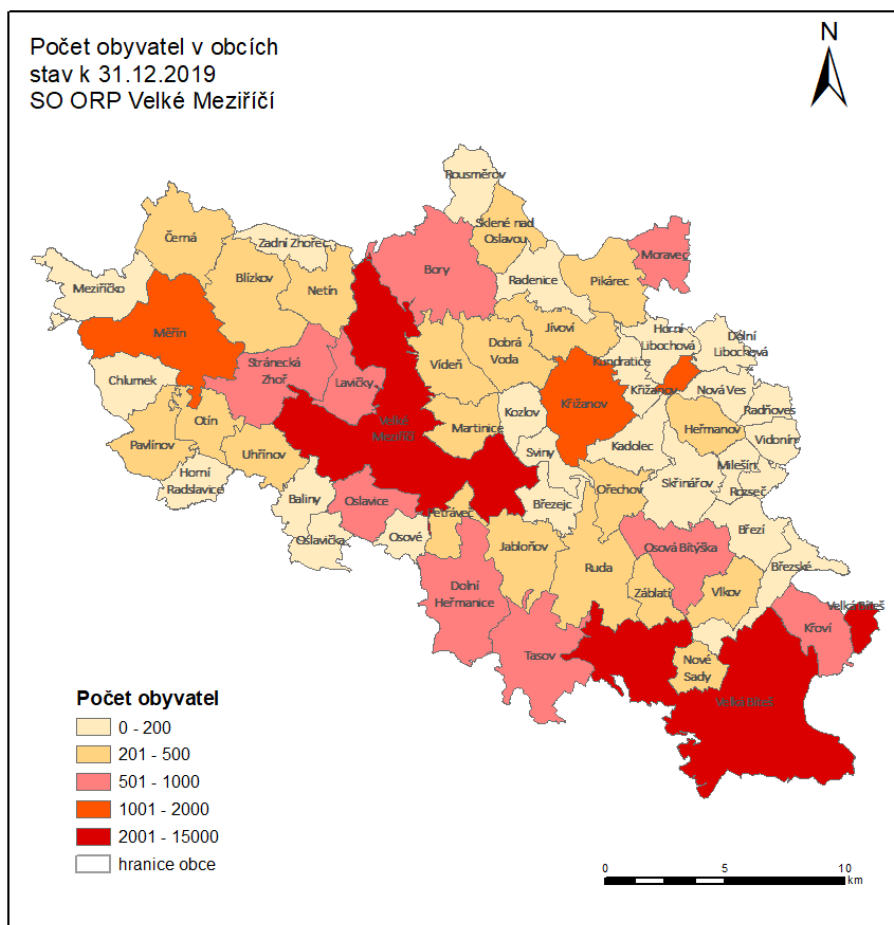 Počet obyvatel v obcích
stav k 31.12.2019
SO ORP Velké Meziříčí
N
Rousměrov
Sklené nad
Oslavou
Černá
Zadní Zhořec
Moravec
Bory
Radenice
Pikárec
Blízkov
Netín
Meziříčko
Měřín
Jívoví
Horní
Libochová
Dolní
Libochová
Dobrá
Voda
Vídeň
Kundratice
Stránecká
Zhoř
Lavičky
Chlumek
Křižanov
Nová Ves
Křižanov
Kozlov
Radňoves
Velké
Meziříčí
Martinice
Heřmanov
Vidonín
Otín
Pavlínov
Uhřínov
Sviny
Kadolec
Milešín
Horní
Radslavice
Ořechov
Skřinářov
Rozseč
Baliny
Oslavice
Březejc
Petráveč
Březí
Oslavička
Osové
Jabloňov
Osová Bítýška
Ruda
Březské
Dolní
Heřmanice
Záblatí
Vlkov
Velká Bíteš
Křoví
Tasov
Nové
Sady
Velká Bíteš
Počet obyvatel
0 - 200
201 - 500
501 - 1000
1001 - 2000
2001 - 15000
hranice obce
0 5 10
km